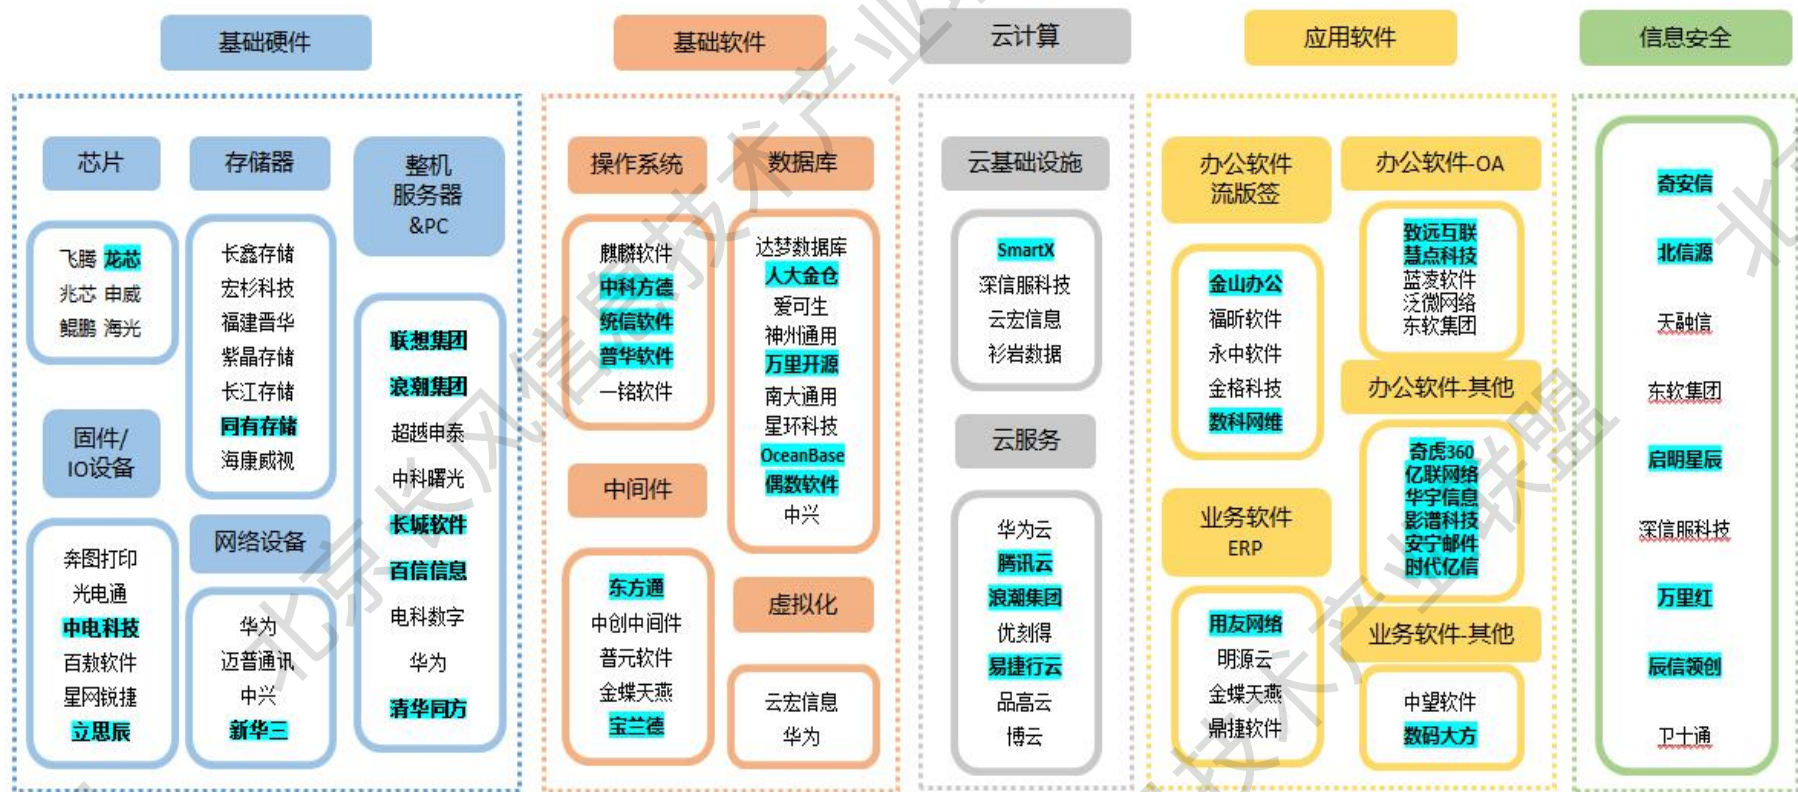 基础硬件
芯片
飞腾 龙芯
兆芯 申威
鲲鹏 海光
固件/
IO设备
奔图打印
光电通
中电科技
百敖软件
星网锐捷
立思辰
存储器
长鑫存储
宏杉科技
福建晋华
紫晶存储
长江存储
同有存储
海康威视
网络设备
华为
迈普通讯
中兴
新华三
整机
服务器
&PC
联想集团
浪潮集团
超越申泰
中科曙光
长城软件
百信信息
电科数字
华为
清华同方
基础软件
操作系统
麒麟软件
中科方德
统信软件
普华软件
一铭软件
中间件
东方通
中创中间件
普元软件
金蝶天燕
宝兰德
数据库
达梦数据库
人大金仓
爱可生
神州通用
万里开源
南大通用
星环科技
OceanBase
偶数软件
中兴
虚拟化
云宏信息
华为
云计算
云基础设施
SmartX
深信服科技
云宏信息
衫岩数据
云服务
华为云
腾讯云
浪潮集团
优刻得
易捷行云
品高云
博云
应用软件
办公软件
流版签
金山办公
福昕软件
永中软件
金格科技
数科网维
业务软件
ERP
用友网络
明源云
金蝶天燕
鼎捷软件
办公软件-OA
致远互联
慧点科技
蓝凌软件
泛微网络
东软集团
办公软件-其他
奇虎360
亿联网络
华宇信息
影谱科技
安宁邮件
时代亿信
业务软件-其他
中望软件
数码大方
信息安全
奇安信
北信源
天融信
东软集团
启明星辰
深信服科技
万里红
辰信领创
卫士通
北京长风信息技术产业联盟